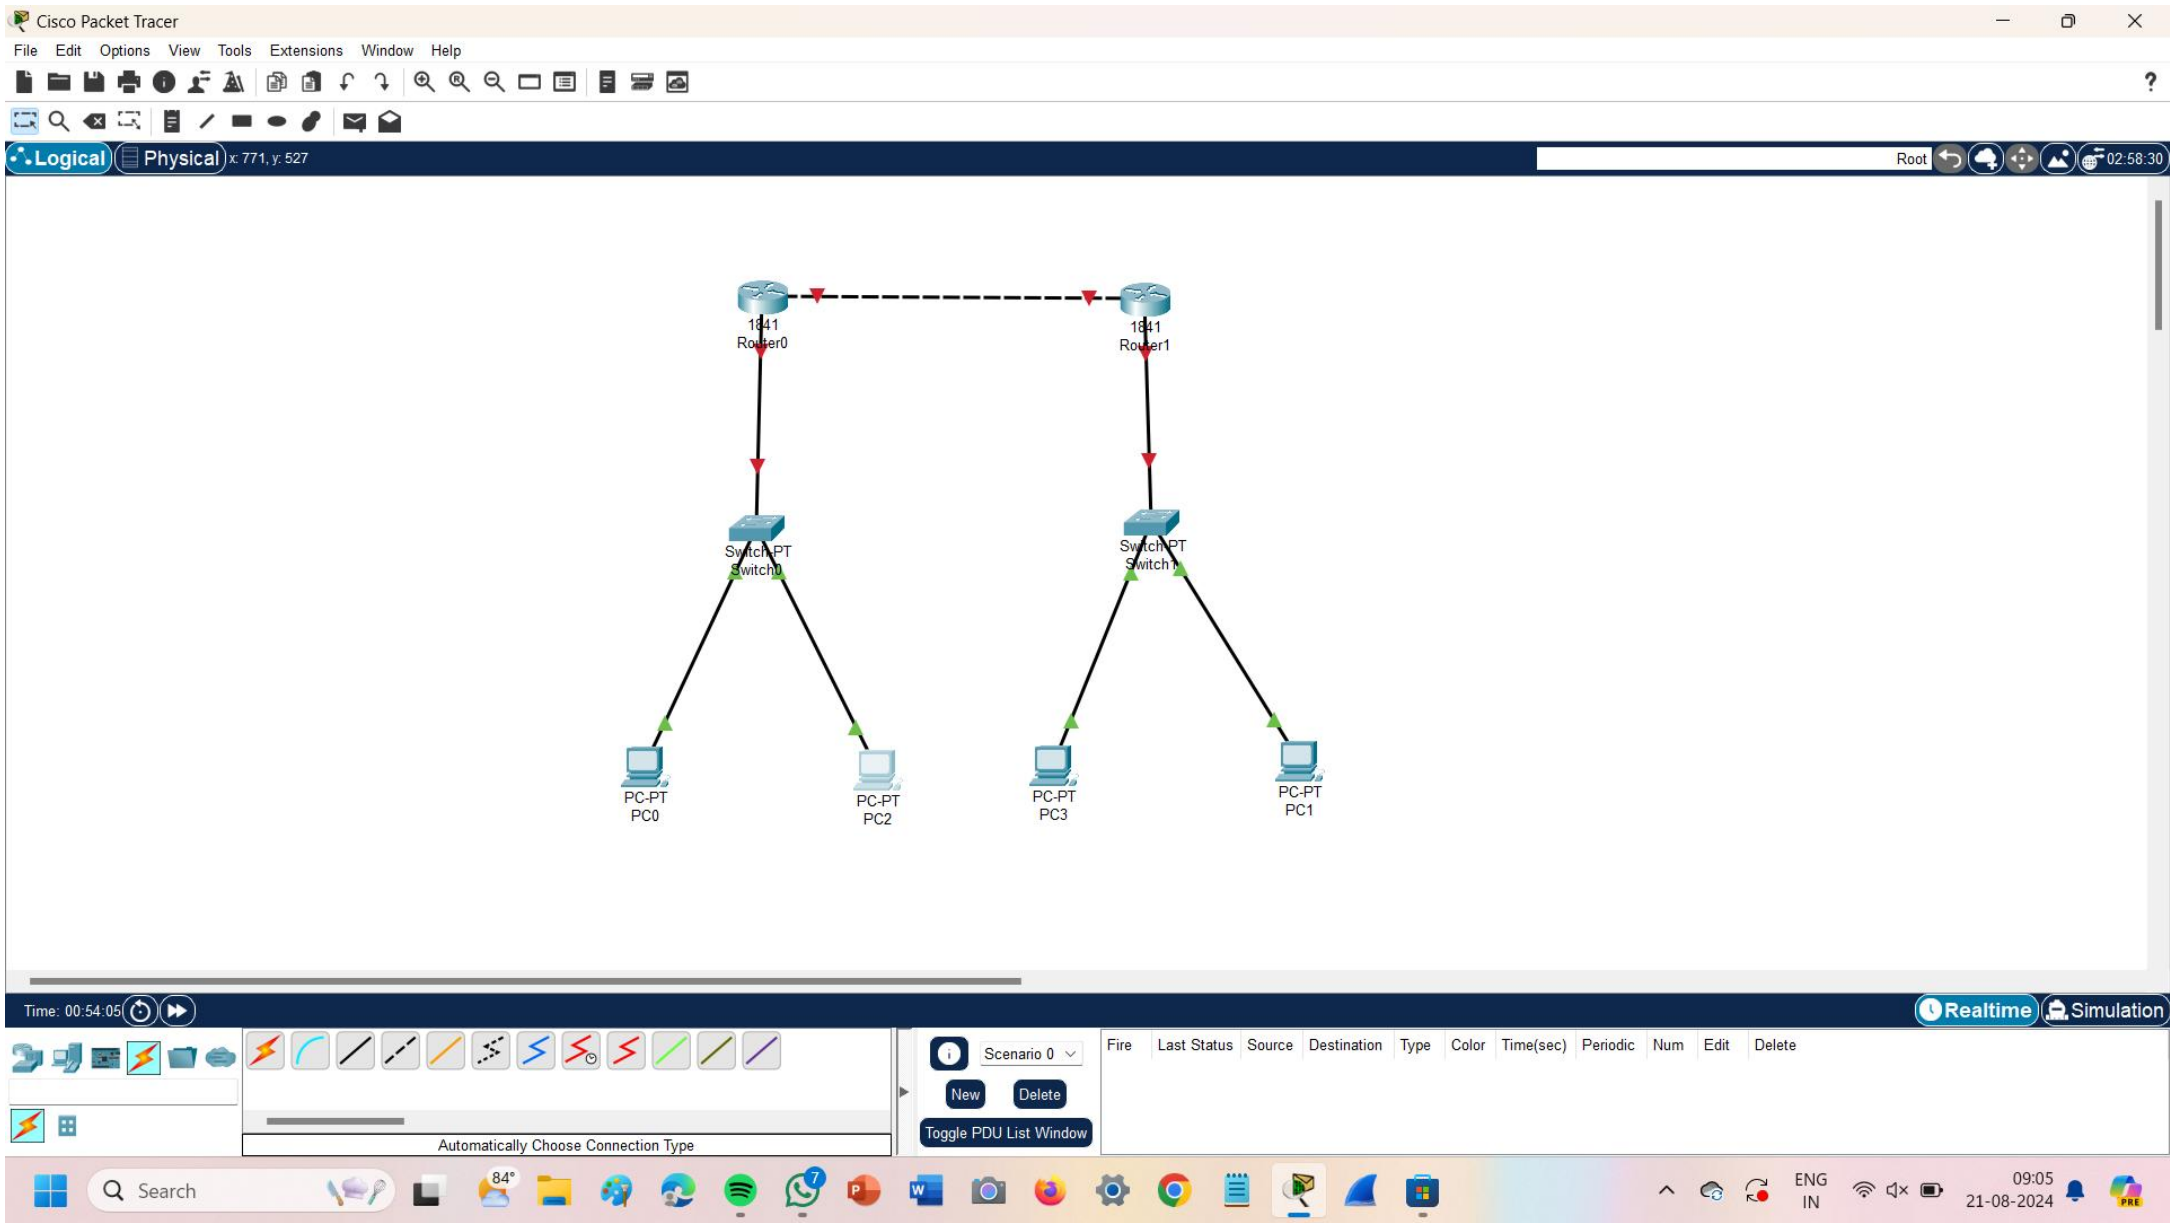 Cisco Packet Tracer
File Edit Options View Tools Extensions Window Help
?
Logical Physical x: 771, y: 527
Root 02:58:30
1841
Router0
1841
Router1
Switch-PT
Switch0
Switch-PT
Switch1
PC-PT
PC0
PC-PT
PC2
PC-PT
PC3
PC-PT
PC1
Time: 00:54:05
Realtime Simulation
Scenario 0
New Delete
Toggle PDU List Window
Fire Last Status Source Destination Type Color Time(sec) Periodic Num Edit Delete
Automatically Choose Connection Type
Search
84°
7
ENG
IN
09:05
21-08-2024
PRE